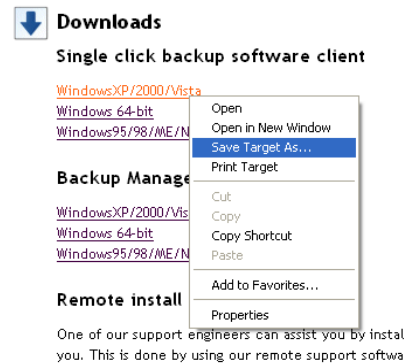 Downloads
Single click backup software client
WindowsXP/2000/Vista
Windows 64-bit
Windows95/98/ME/N
Open
Open in New Window
Save Target As...
Print Target
Cut
Copy
Copy Shortcut
Paste
Add to Favorites...
Properties
Backup Manage
WindowsXP/2000/Vis
Windows 64-bit
Windows95/98/ME/N
Remote install
One of our support engineers can assist you by instal
you. This is done by using our remote support softwa